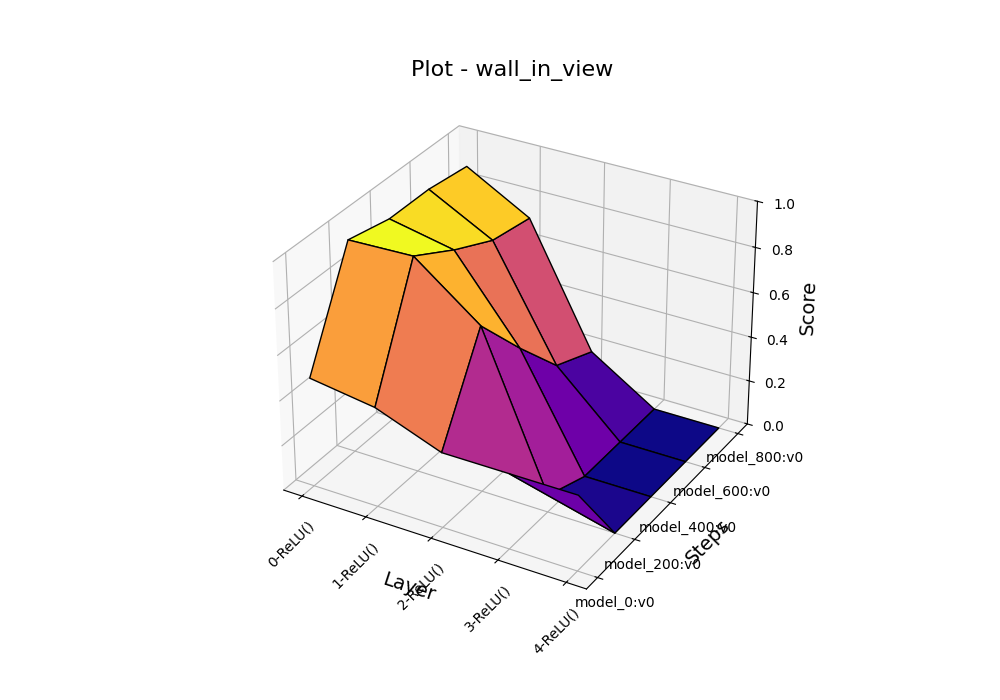 Plot - wall_in_view
1.0
0.8
0.6
0.4
0.2
0.0
Score
model_800:v0
model_600:v0
model_400:v0
model_200:v0
model_0:v0
Steps
0-ReLU()
1-ReLU()
2-ReLU()
3-ReLU()
4-ReLU()
Layer